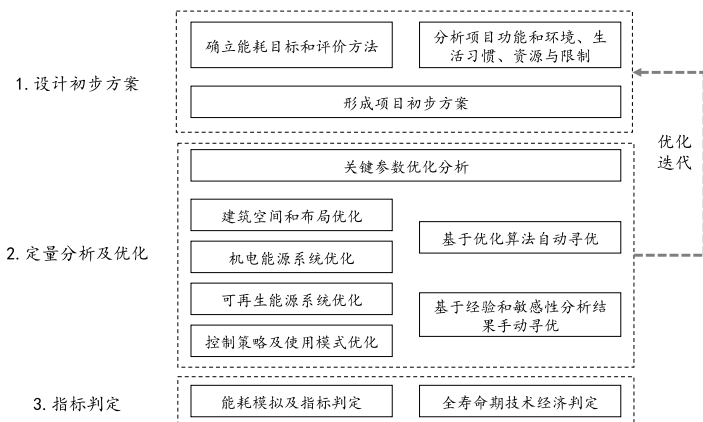 确立能耗目标和评价方法
分析项目功能和环境、生
活习惯、资源与限制
1.设计初步方案
形成项目初步方案
优化
迭代
关键参数优化分析
建筑空间和布局优化
机电能源系统优化
可再生能源系统优化
控制策略及使用模式优化
2.定量分析及优化
基于优化算法自动寻优
基于经验和敏感性分析结
果手动寻优
3.指标判定
能耗模拟及指标判定
全寿命期技术经济判定